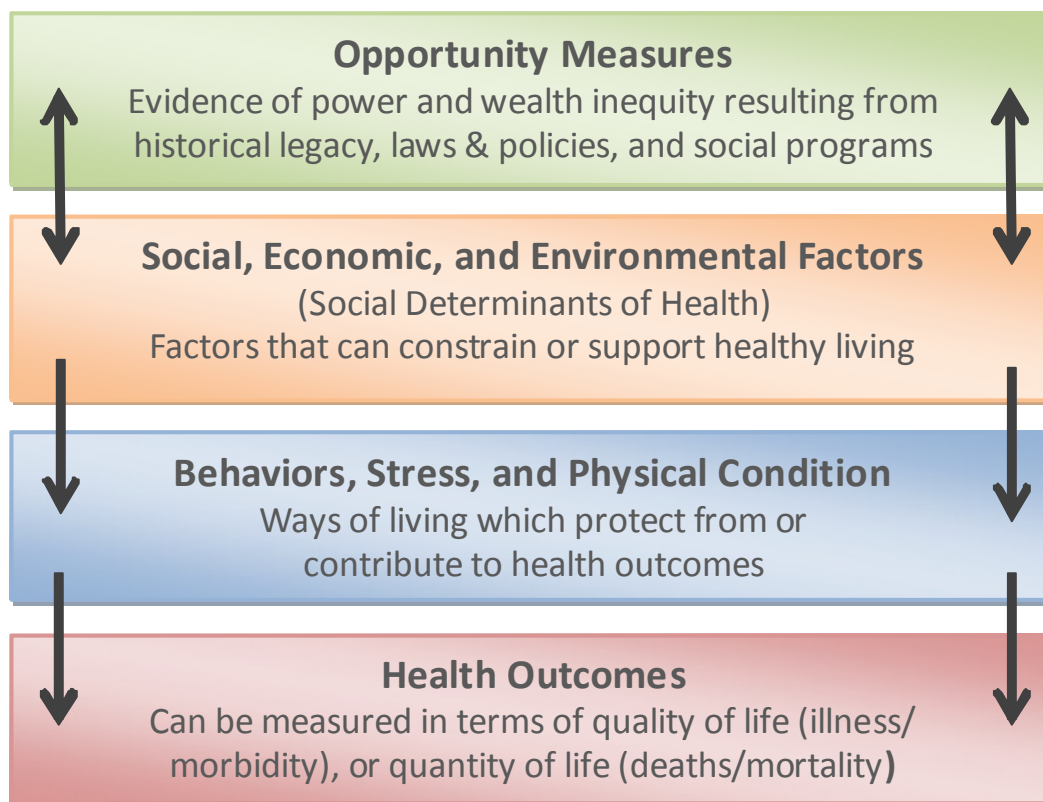 Opportunity Measures
Evidence of power and wealth inequity resulting from
historical legacy, laws & policies, and social programs
Social, Economic, and Environmental Factors
(Social Determinants of Health)
Factors that can constrain or support healthy living
Behaviors, Stress, and Physical Condition
Ways of living which protect from or
contribute to health outcomes
Health Outcomes
Can be measured in terms of quality of life (illness/
morbidity), or quantity of life (deaths/mortality)